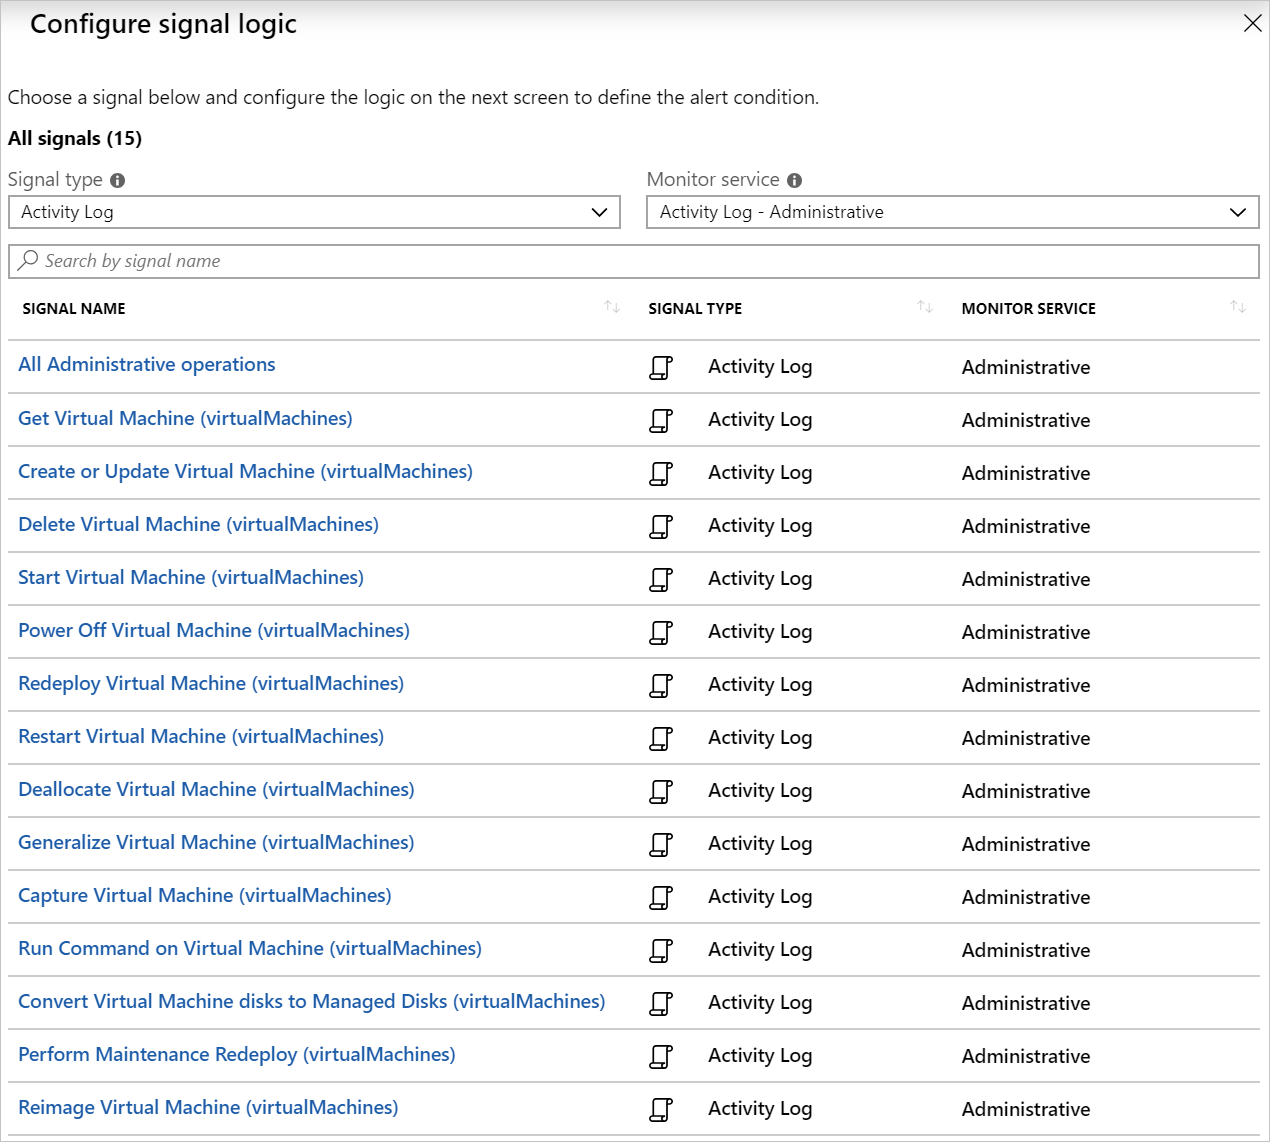 Configure signal logic
Choose a signal below and configure the logic on the next screen to define the alert condition.
All signals (15)
Signal type Monitor service
Activity Log Activity Log - Administrative
Search by signal name
SIGNAL NAME SIGNAL TYPE MONITOR SERVICE
All Administrative operations Activity Log Administrative
Get Virtual Machine (virtualMachines) Activity Log Administrative
Create or Update Virtual Machine (virtualMachines) Activity Log Administrative
Delete Virtual Machine (virtualMachines) Activity Log Administrative
Start Virtual Machine (virtualMachines) Activity Log Administrative
Power Off Virtual Machine (virtualMachines) Activity Log Administrative
Redeploy Virtual Machine (virtualMachines) Activity Log Administrative
Restart Virtual Machine (virtualMachines) Activity Log Administrative
Deallocate Virtual Machine (virtualMachines) Activity Log Administrative
Generalize Virtual Machine (virtualMachines) Activity Log Administrative
Capture Virtual Machine (virtualMachines) Activity Log Administrative
Run Command on Virtual Machine (virtualMachines) Activity Log Administrative
Convert Virtual Machine disks to Managed Disks (virtualMachines) Activity Log Administrative
Perform Maintenance Redeploy (virtualMachines) Activity Log Administrative
Reimage Virtual Machine (virtualMachines) Activity Log Administrative